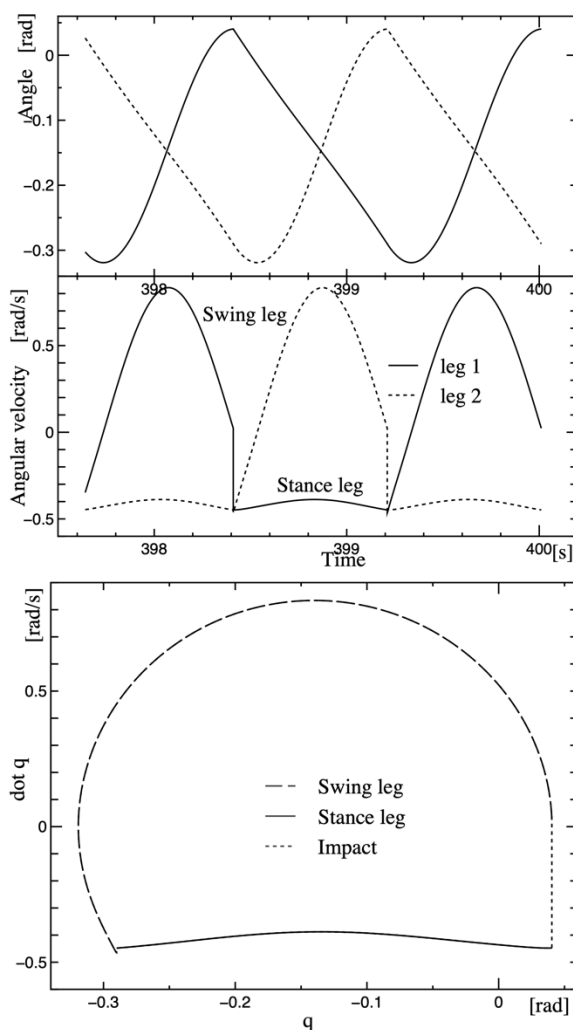 Angle [rad]
0
−0.1
−0.2
−0.3
398
399
400
Angular velocity [rad/s]
0.5
0
−0.5
Swing leg
leg 1
leg 2
Stance leg
398
399
400
Time
[s]
dot q [rad/s]
0.5
0
−0.5
Swing leg
Stance leg
Impact
−0.3
−0.2
−0.1
0
[rad]
q